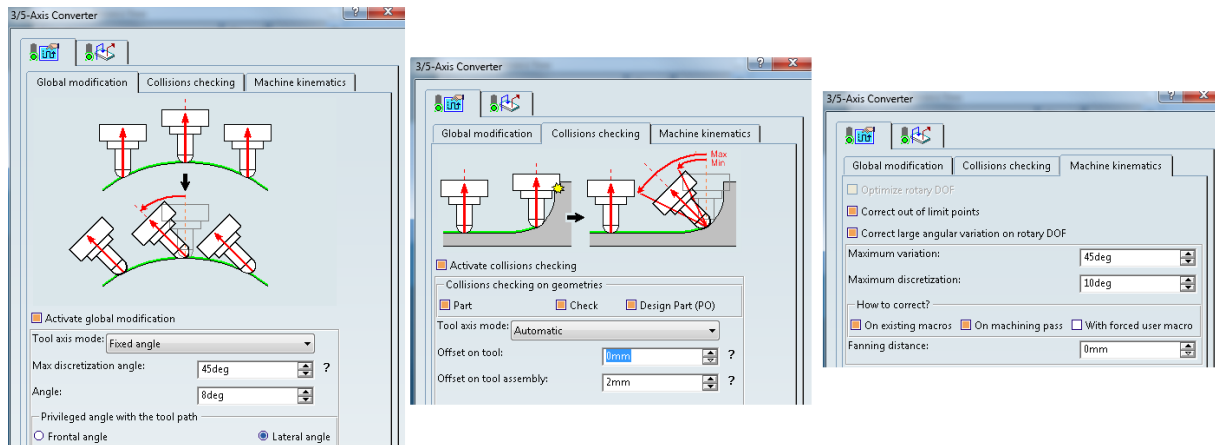 3/5-Axis Converter
Global modification Collisions checking Machine kinematics
Activate global modification
Tool axis mode: Fixed angle
Max discretization angle: 45deg ?
Angle: 8deg
Privileged angle with the tool path
Frontal angle Lateral angle
3/5-Axis Converter
Global modification Collisions checking Machine kinematics
Max
Min
Activate collisions checking
Collisions checking on geometries
Part Check Design Part (PO)
Tool axis mode: Automatic
Offset on tool: 0mm ?
Offset on tool assembly: 2mm ?
3/5-Axis Converter
Global modification Collisions checking Machine kinematics
Optimize rotary DOF
Correct out of limit points
Correct large angular variation on rotary DOF
Maximum variation: 45deg
Maximum discretization: 10deg
How to correct?
On existing macros On machining pass With forced user macro
Fanning distance: 0mm